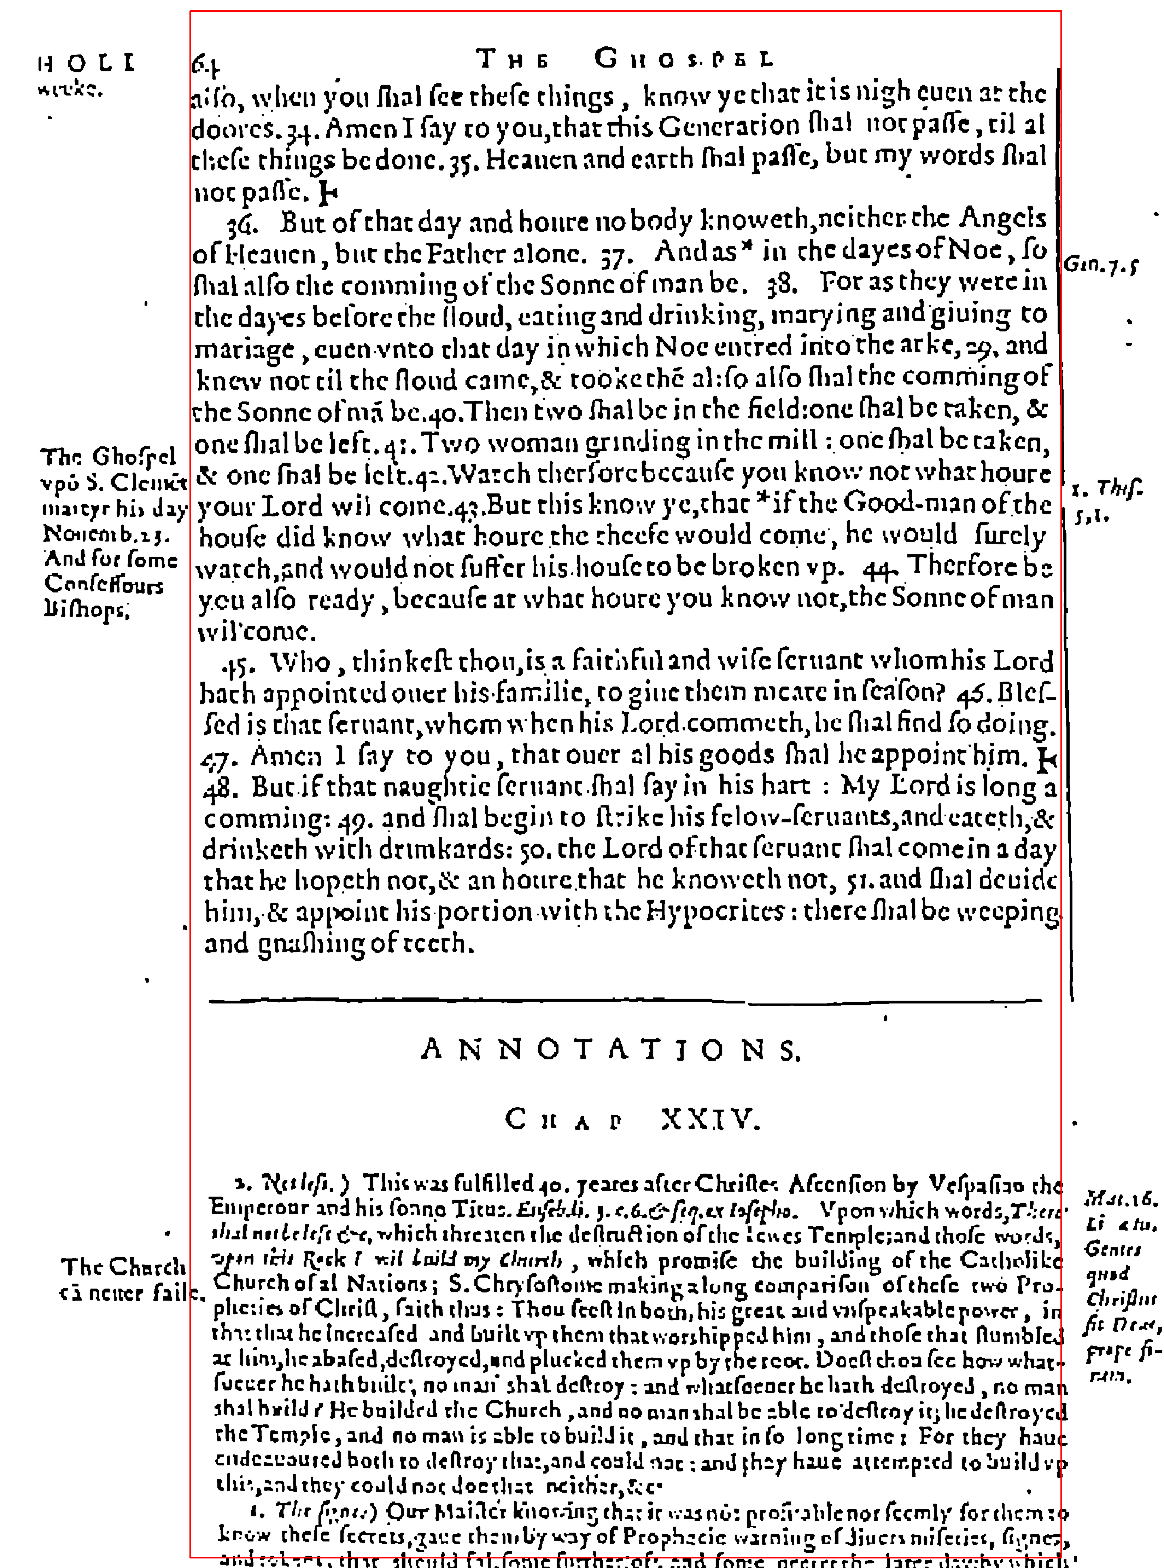 HOLI
weeke.
64
THE GHOSPEL
alſo, when you ſhal ſee theſe things, know ye that it is nigh euen at the
doores. 34. Amen I ſay to you, that this Generation ſhal not paſſe, til al
theſe things be done. 35. Heauen and earth ſhal paſſe, but my words ſhal
not paſſe.
36. But of that day and houre no body knoweth, neither the Angels
of Heauen, but the Father alone. 37. And as* in the dayes of Noe, ſo
ſhal alſo the comming of the Sonne of man be. 38. For as they were in
the dayes before the floud, eating and drinking, marying and giuing to
mariage, euen vnto that day in which Noe entred into the arke, 39. and
knew not til the floud came, & tooke thē al: ſo alſo ſhal the comming of
the Sonne of mā be. 40. Then two ſhal be in the field: one ſhal be taken, &
one ſhal be left. 41. Two woman grinding in the mill: one ſhal be taken,
& one ſhal be left. 42. Watch therfore becauſe you know not what houre
your Lord wil come. 43. But this know ye, that *if the Good-man of the
houſe did know what houre the theefe would come, he would ſurely
watch, and would not ſuffer his houſe to be broken vp. 44. Therfore be
you alſo ready, becauſe at what houre you know not, the Sonne of man
wil come.
45. Who, thinkeſt thou, is a faithful and wiſe ſeruant whom his Lord
hath appointed ouer his familie, to giue them meate in ſeaſon? 46. Bleſ-
ſed is that ſeruant, whom when his Lord commeth, he ſhal find ſo doing.
47. Amen I ſay to you, that ouer al his goods ſhal he appoint him.
48. But if that naughtie ſeruant ſhal ſay in his hart: My Lord is long a
comming: 49. and ſhal begin to ſtrike his felow-ſeruants, and eateth, &
drinketh with drunkards: 50. the Lord of that ſeruant ſhal come in a day
that he hopeth not, & an houre that he knoweth not, 51. and ſhal deuide
him, & appoint his portion with the Hypocrites: there ſhal be weeping
and gnaſhing of teeth.
Gen. 7. 5
The Ghoſpel
vpō S. Clemēt
martyr his day
Nouemb. 23.
And for ſome
Confeſſours
Biſhops.
1. Theſ.
5, 1.
ANNOTATIONS.
CHAP XXIV.
This was fulfilled 40. yeares after Chriſtes Aſcenſion by Veſpaſian the
Emperour and his ſonne Titus. Euſeb. li. 3. c. 6. & ſeq. ex Ioſepho. Vpon which words, There
ſhal not be left &c, which threaten the deſtruction of the Iewes Temple; and thoſe words,
vpon this Rock I wil build my Church, which promiſe the building of the Catholike
Church of al Nations; S. Chryſoſtome making a long compariſon of theſe two Pro-
pheties of Chriſt, ſaith thus: Thou ſeeſt in both, his great and vnſpeakable power, in
that that he increaſed and built vp them that worshipped him, and thoſe that ſtumbled
at him, he abaſed, deſtroyed, and plucked them vp by the root. Doeſt thou ſee how what-
ſoeuer he hath built, no man shal deſtroy: and whatſoeuer he hath deſtroyed, no man
shal build? He builded the Church, and no man shal be able to deſtroy it; he deſtroyed
the Temple, and no man is able to build it, and that in ſo long time: For they haue
endeauoured both to deſtroy that, and could not: and they haue attempted to build vp
this, and they could not doe that neither, &c.
The ſigne.) Our Maiſter knowing that it was not profitable nor ſeemly for them to
know theſe ſecrets, gaue them by way of Prophecie warning of diuers miſeries, ſignes,
and tokens, that should fal, ſome further of, and ſome neerer the later day: by which
The Church
cā neuer faile.
Mat. 16.
Gentes
quod
Chriſtus
ſit Deus,
prope fi-
nem.